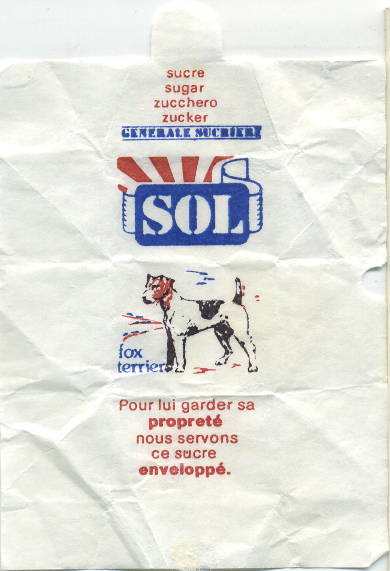 sucre
sugar
zucchero
zucker
GENERALE SUCRIERE
SOL
fox
terrier
Pour lui garder sa
propreté
nous servons
ce sucre
enveloppé.